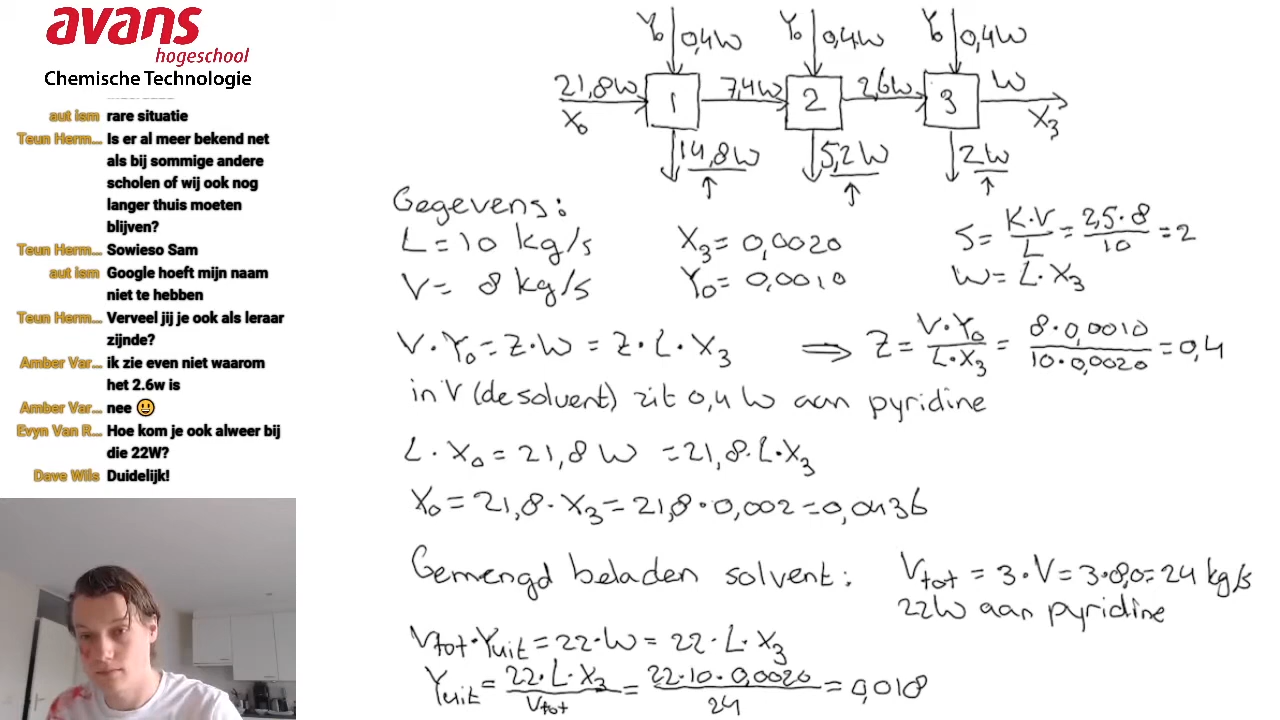 avans
hogeschool
Chemische Technologie
aut ism rare situatie
Teun Herm... Is er al meer bekend net
als bij sommige andere
scholen of wij ook nog
langer thuis moeten
blijven?
Teun Herm... Sowieso Sam
aut ism Google hoeft mijn naam
niet te hebben
Teun Herm... Verveel jij je ook als leraar
zijnde?
Amber Var... ik zie even niet waarom
het 2.6w is
Amber Var... nee 😃
Evyn Van R... Hoe kom je ook alweer bij
die 22W?
Dave Wils Duidelijk!
Y₀ 0,4W Y₀ 0,4W Y₀ 0,4W
21,8W 1 7,4W 2 2,6W 3 W
X₀ X₃
14,8W 5,2W 2W
Gegevens:
L = 10 kg/s X₃ = 0,0020 S = K·V/L = 2,5·8/10 = 2
V = 8 kg/s Y₀ = 0,0010 W = L·X₃
V·Y₀ = Z·W = Z·L·X₃ ⟹ Z = V·Y₀/L·X₃ = 8·0,0010/10·0,0020 = 0,4
in V (de solvent) zit 0,4 W aan pyridine
L·X₀ = 21,8 W = 21,8·L·X₃
X₀ = 21,8·X₃ = 21,8·0,002 = 0,0436
Gemengd beladen solvent: Vtot = 3·V = 3·8,0 = 24 kg/s
22W aan pyridine
Vtot·Yuit = 22·W = 22·L·X₃
Yuit = 22·L·X₃/Vtot = 22·10·0,0020/24 = 0,018